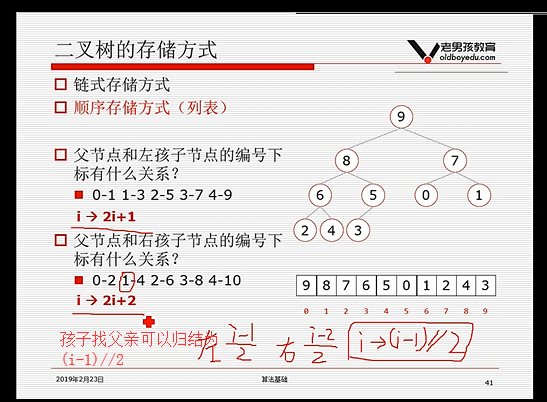 二叉树的存储方式
老男孩教育
oldboyedu.com
链式存储方式
顺序存储方式（列表）
父节点和左孩子节点的编号下
标有什么关系？
0-1 1-3 2-5 3-7 4-9
i → 2i+1
父节点和右孩子节点的编号下
标有什么关系？
0-2 1-4 2-6 3-8 4-10
i → 2i+2
孩子找父亲可以归结为
(i-1)//2
9
8 7
6 5 0 1
2 4 3
9 8 7 6 5 0 1 2 4 3
0 1 2 3 4 5 6 7 8 9
左 i-1/2 右 i-2/2 i→(i-1)//2
2019年2月23日 算法基础 41